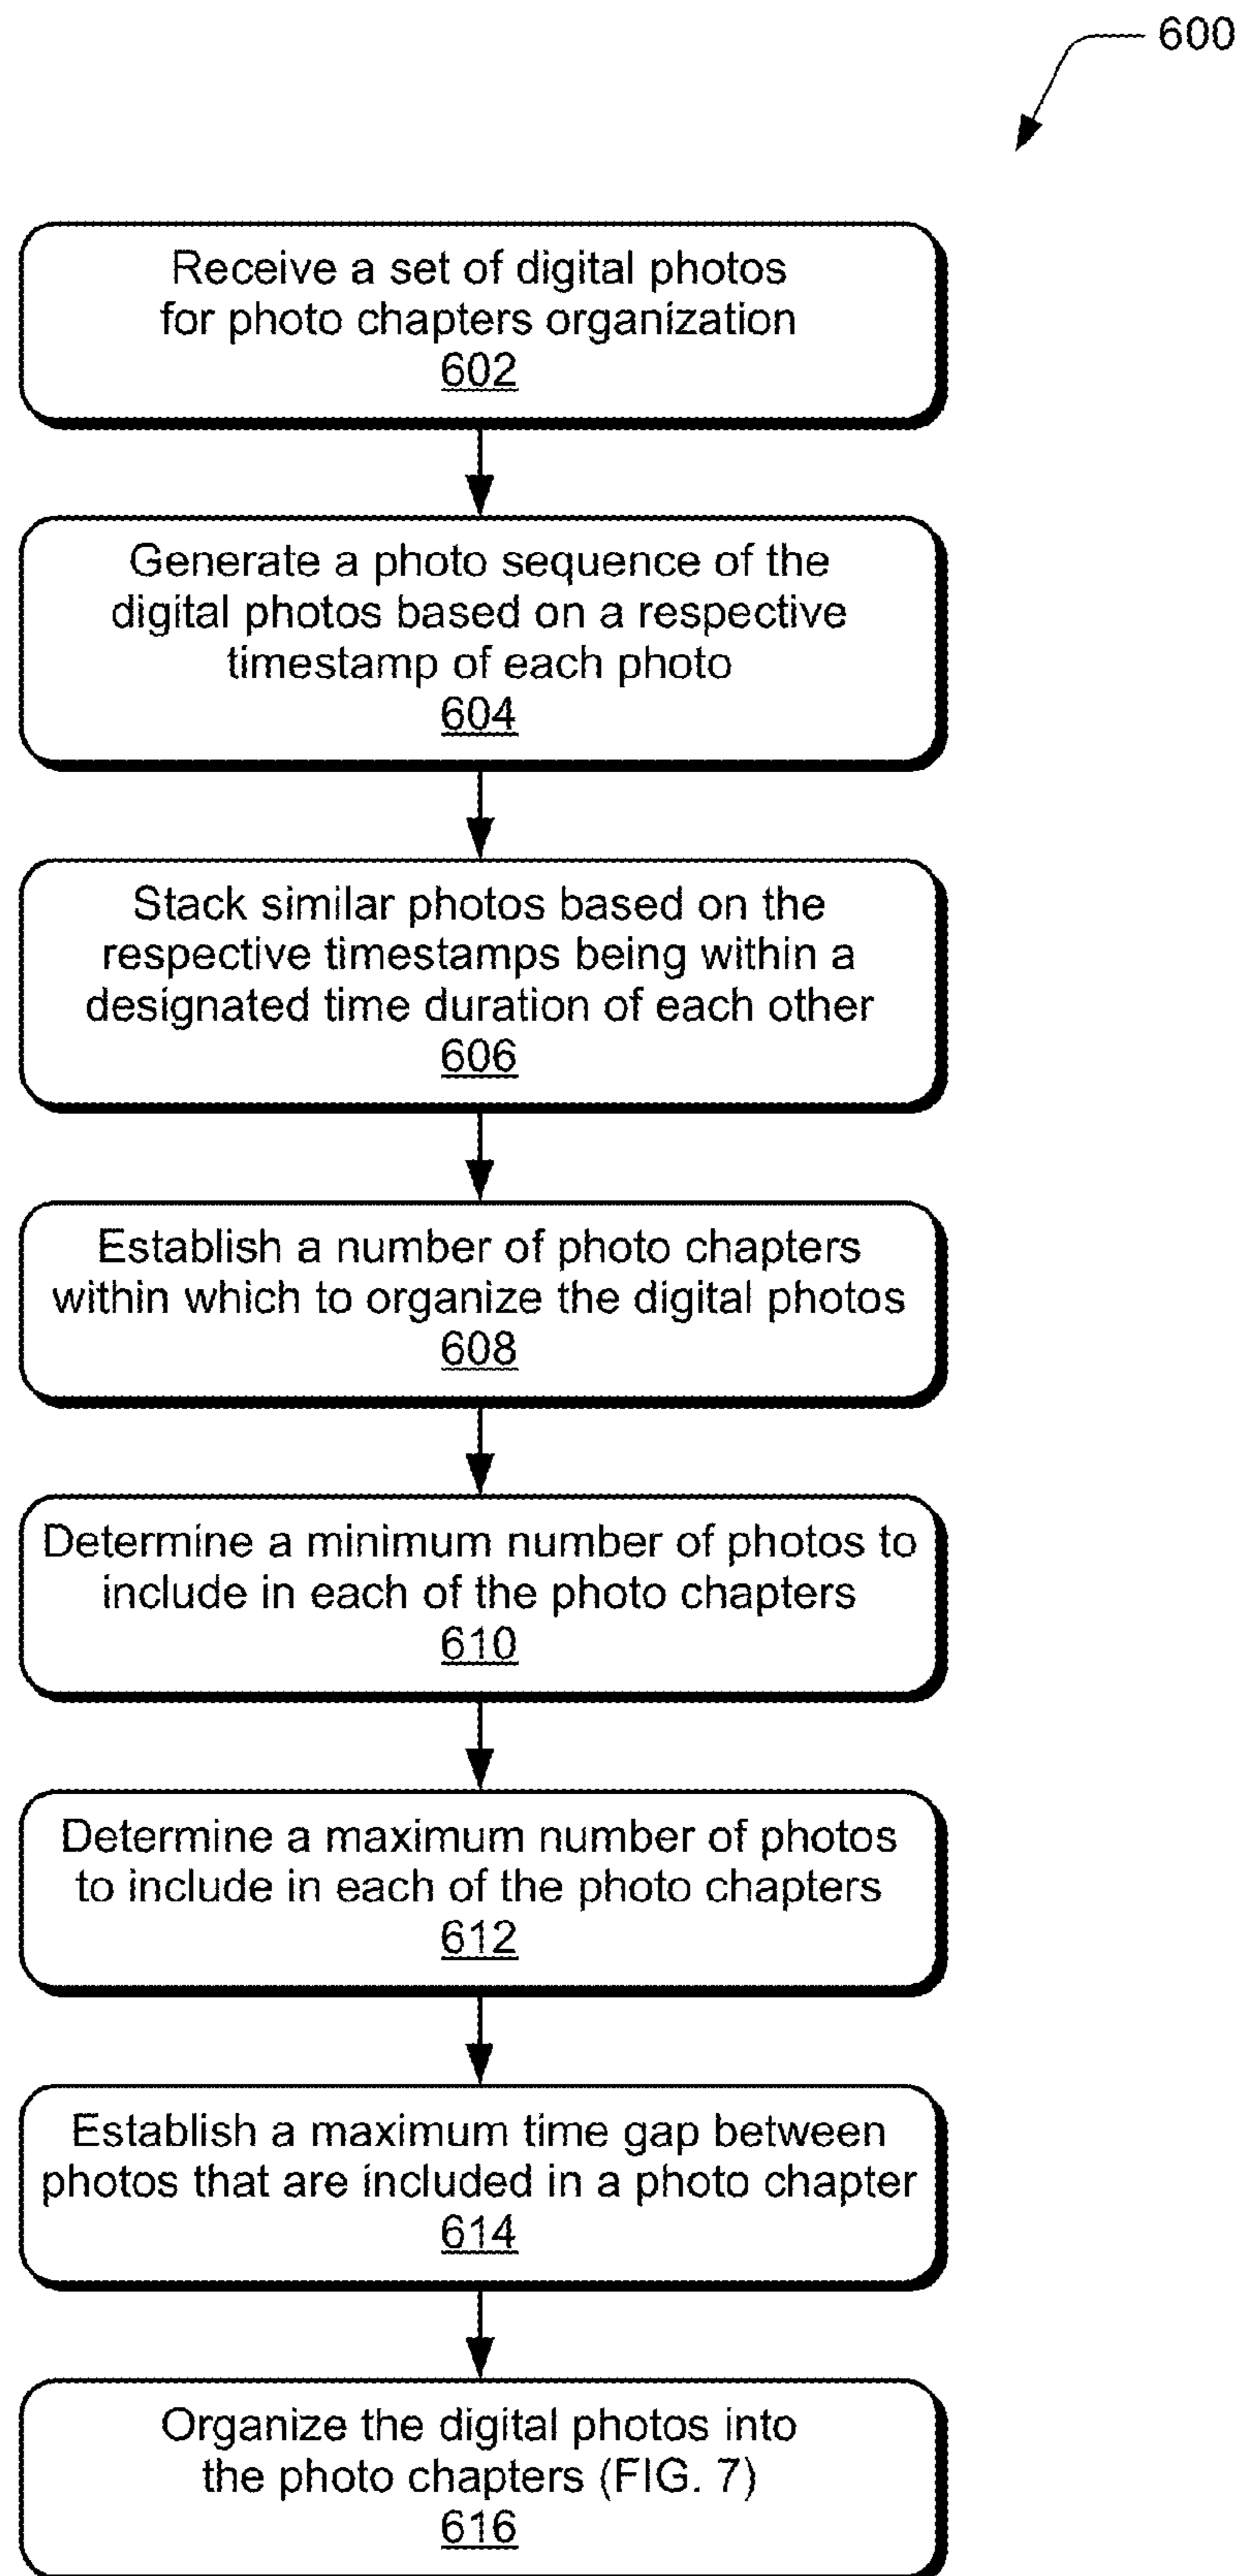 600
Receive a set of digital photos
for photo chapters organization
602
Generate a photo sequence of the
digital photos based on a respective
timestamp of each photo
604
Stack similar photos based on the
respective timestamps being within a
designated time duration of each other
606
Establish a number of photo chapters
within which to organize the digital photos
608
Determine a minimum number of photos to
include in each of the photo chapters
610
Determine a maximum number of photos
to include in each of the photo chapters
612
Establish a maximum time gap between
photos that are included in a photo chapter
614
Organize the digital photos into
the photo chapters (FIG. 7)
616